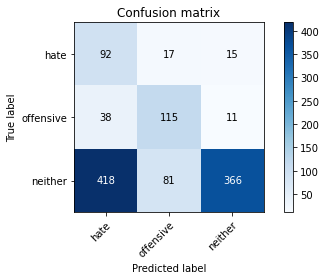 Confusion matrix
hate 92 17 15
offensive 38 115 11
neither 418 81 366
hate offensive neither
True label
Predicted label
400
350
300
250
200
150
100
50